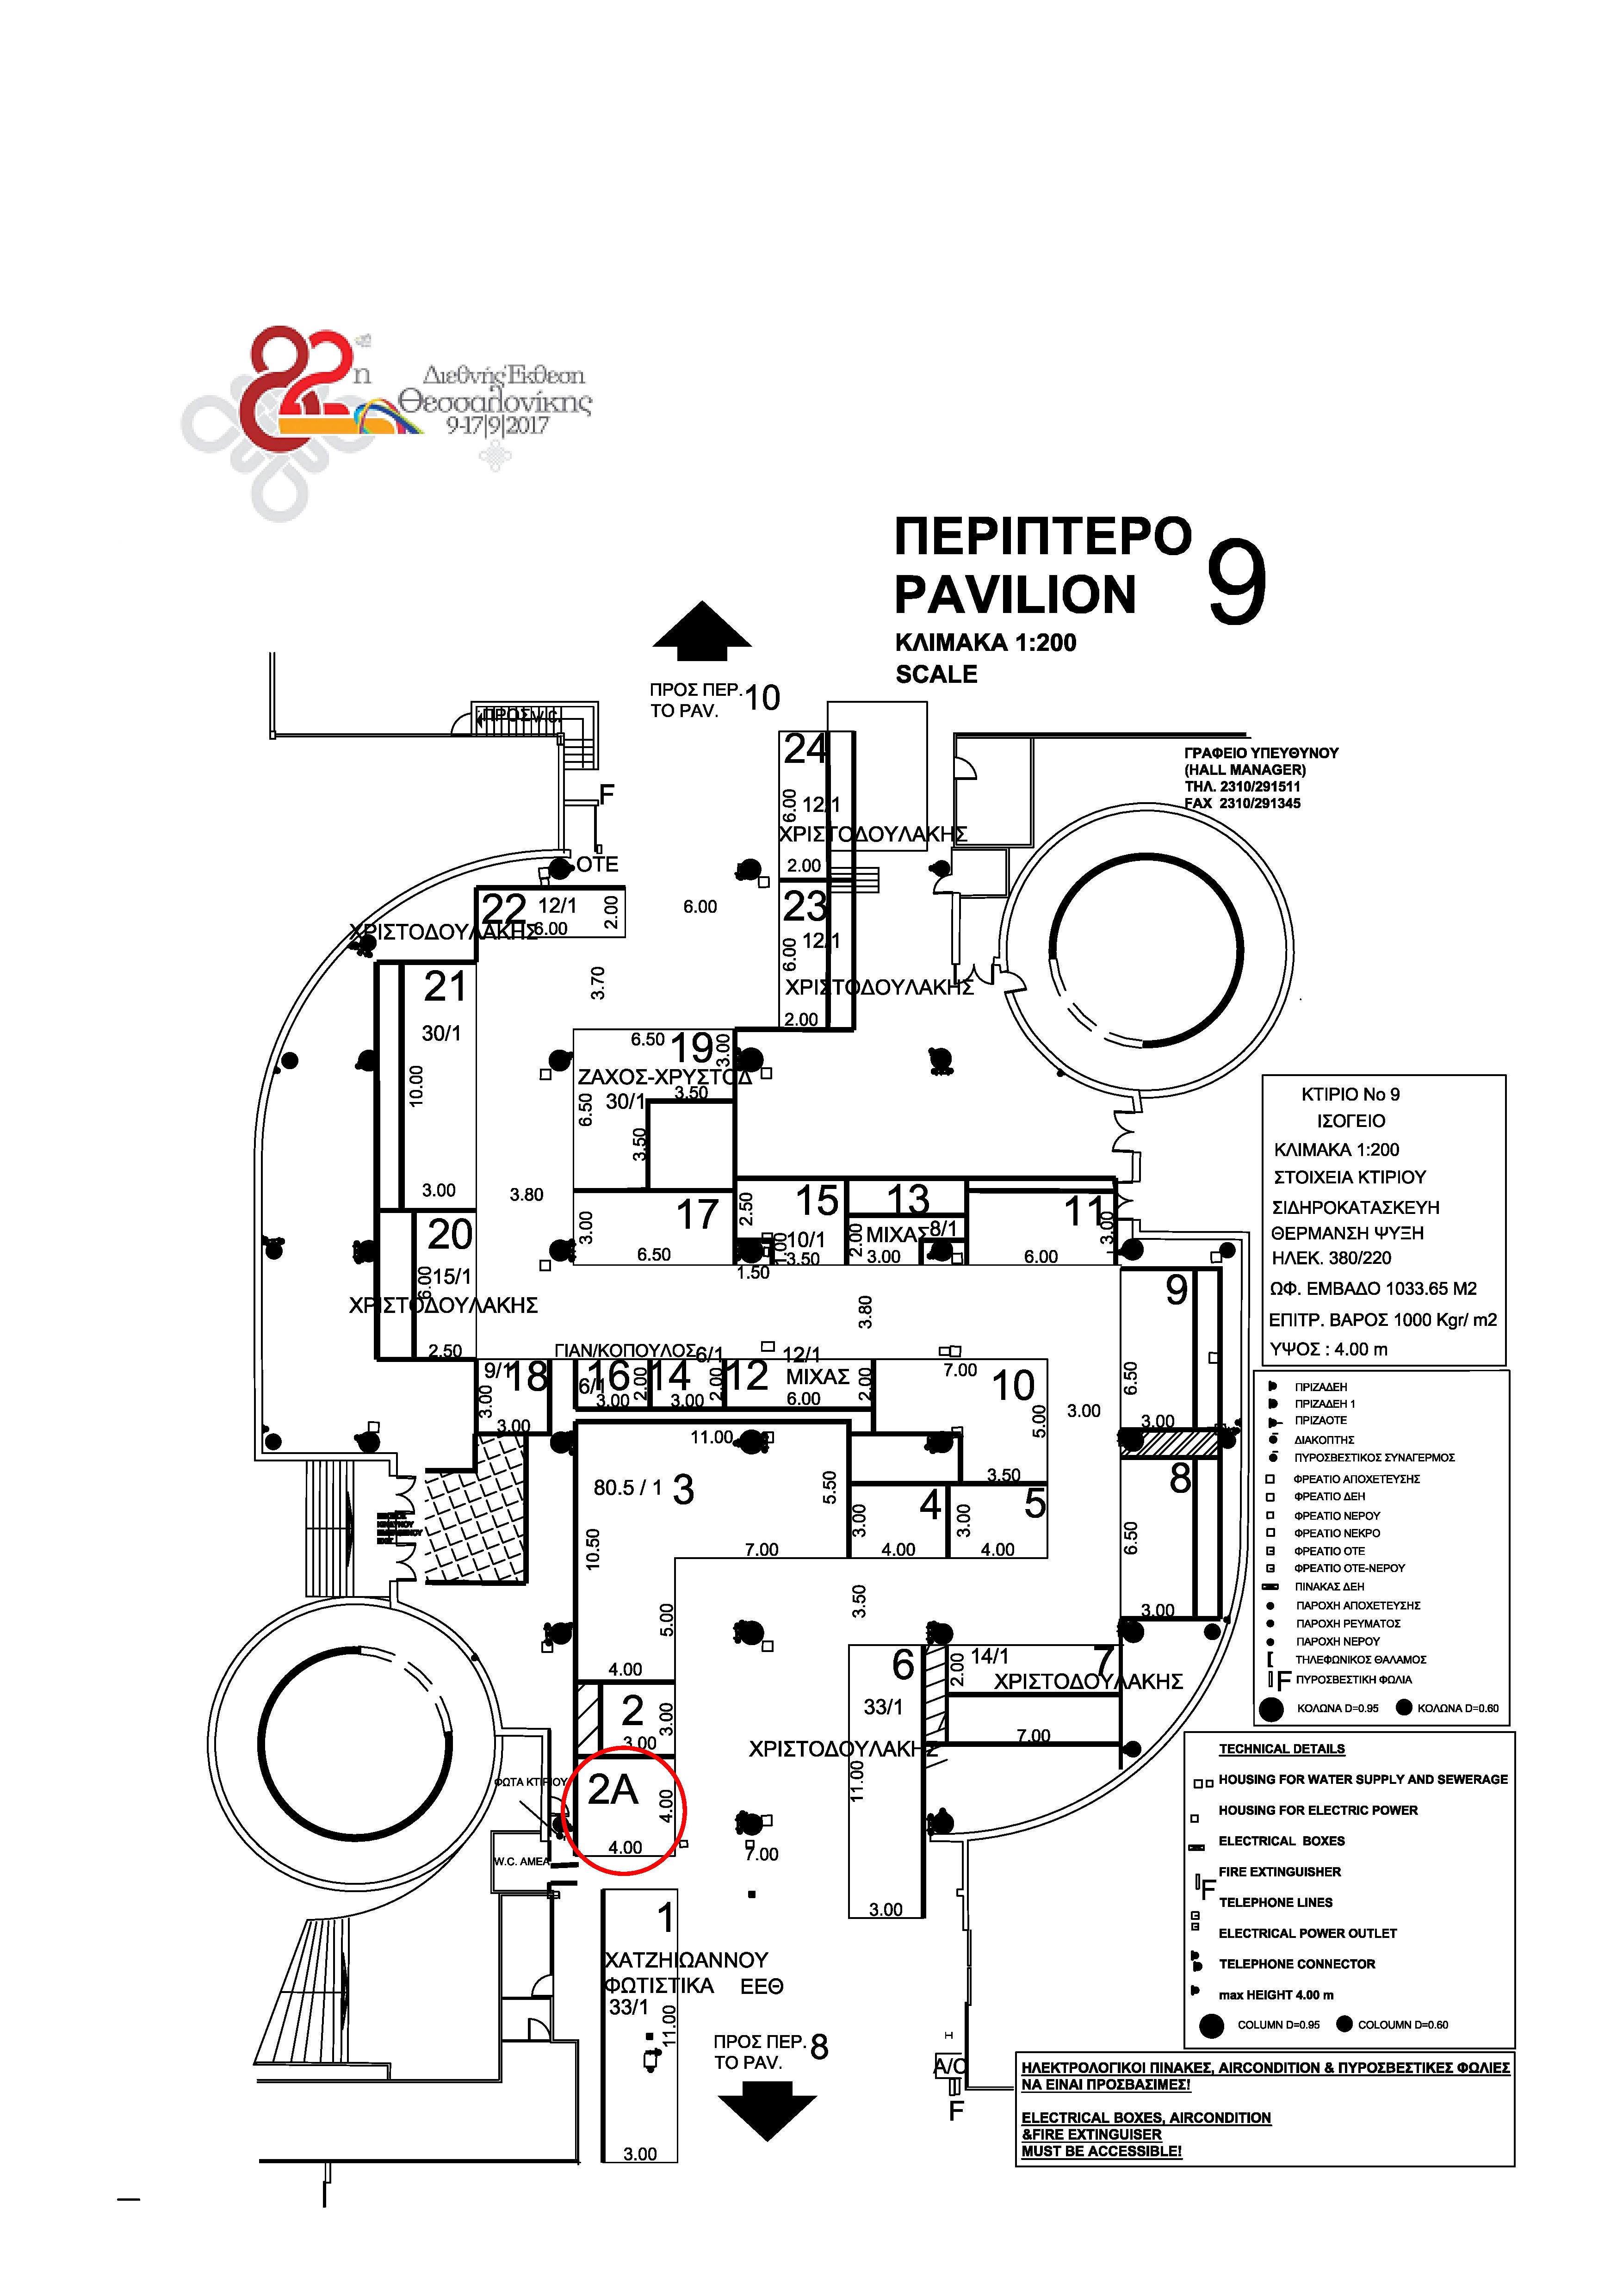 82η
Διεθνής Έκθεση
Θεσσαλονίκης
9-17|9|2017
ΠΕΡΙΠΤΕΡΟ
PAVILION
9
ΚΛΙΜΑΚΑ 1:200
SCALE
ΠΡΟΣ ΠΕΡ.
TO PAV.
10
ΠΡΟΣ W.C.
24
6.00
12/1
ΧΡΙΣΤΟΔΟΥΛΑΚΗΣ
2.00
ΓΡΑΦΕΙΟ ΥΠΕΥΘΥΝΟΥ
(HALL MANAGER)
ΤΗΛ. 2310/291511
FAX 2310/291345
F
OTE
22
12/1
2.00
6.00
ΧΡΙΣΤΟΔΟΥΛΑΚΗΣ
6.00
23
6.00
12/1
ΧΡΙΣΤΟΔΟΥΛΑΚΗΣ
2.00
3.70
21
30/1
10.00
3.00
6.50
19
3.00
ΖΑΧΟΣ-ΧΡΥΣΤΟΔ
3.50
30/1
6.50
3.50
3.80
17
3.00
6.50
15
2.50
10/1
1.00
3.50
1.50
13
ΜΙΧΑΣ
8/1
2.00
3.00
11
3.00
6.00
20
6.00
15/1
ΧΡΙΣΤΟΔΟΥΛΑΚΗΣ
2.50
3.80
9
6.50
3.00
ΓΙΑΝ/ΚΟΠΟΥΛΟΣ
6/1
12/1
9/1
18
3.00
3.00
16
6/1
2.00
3.00
14
2.00
3.00
12
ΜΙΧΑΣ
6.00
2.00
7.00
10
5.00
3.50
3.00
11.00
80.5 / 1
3
5.50
10.50
7.00
5.00
4.00
4
3.00
4.00
5
3.00
4.00
8
6.50
3.00
3.50
6
33/1
ΧΡΙΣΤΟΔΟΥΛΑΚΗΣ
11.00
3.00
14/1
7
2.00
ΧΡΙΣΤΟΔΟΥΛΑΚΗΣ
7.00
2
3.00
3.00
2A
4.00
4.00
ΦΩΤΑ ΚΤΙΡΙΟΥ
W.C. ΑΜΕΑ
7.00
1
ΧΑΤΖΗΙΩΑΝΝΟΥ
ΦΩΤΙΣΤΙΚΑ ΕΕΘ
33/1
11.00
3.00
ΠΡΟΣ ΠΕΡ.
TO PAV.
8
A/C
F
ΚΤΙΡΙΟ Νο 9
ΙΣΟΓΕΙΟ
ΚΛΙΜΑΚΑ 1:200
ΣΤΟΙΧΕΙΑ ΚΤΙΡΙΟΥ
ΣΙΔΗΡΟΚΑΤΑΣΚΕΥΗ
ΘΕΡΜΑΝΣΗ ΨΥΞΗ
ΗΛΕΚ. 380/220
ΩΦ. ΕΜΒΑΔΟ 1033.65 Μ2
ΕΠΙΤΡ. ΒΑΡΟΣ 1000 Kgr/ m2
ΥΨΟΣ : 4.00 m
ΠΡΙΖΑΔΕΗ
ΠΡΙΖΑΔΕΗ 1
ΠΡΙΖΑΟΤΕ
ΔΙΑΚΟΠΤΗΣ
ΠΥΡΟΣΒΕΣΤΙΚΟΣ ΣΥΝΑΓΕΡΜΟΣ
ΦΡΕΑΤΙΟ ΑΠΟΧΕΤΕΥΣΗΣ
ΦΡΕΑΤΙΟ ΔΕΗ
ΦΡΕΑΤΙΟ ΝΕΡΟΥ
ΦΡΕΑΤΙΟ ΝΕΚΡΟ
ΦΡΕΑΤΙΟ ΟΤΕ
ΦΡΕΑΤΙΟ ΟΤΕ-ΝΕΡΟΥ
ΠΙΝΑΚΑΣ ΔΕΗ
ΠΑΡΟΧΗ ΑΠΟΧΕΤΕΥΣΗΣ
ΠΑΡΟΧΗ ΡΕΥΜΑΤΟΣ
ΠΑΡΟΧΗ ΝΕΡΟΥ
ΤΗΛΕΦΩΝΙΚΟΣ ΘΑΛΑΜΟΣ
F ΠΥΡΟΣΒΕΣΤΙΚΗ ΦΩΛΙΑ
ΚΟΛΩΝΑ D=0.95 ΚΟΛΩΝΑ D=0.60
TECHNICAL DETAILS
HOUSING FOR WATER SUPPLY AND SEWERAGE
HOUSING FOR ELECTRIC POWER
ELECTRICAL BOXES
FIRE EXTINGUISHER
F
TELEPHONE LINES
ELECTRICAL POWER OUTLET
TELEPHONE CONNECTOR
max HEIGHT 4.00 m
COLUMN D=0.95 COLOUMN D=0.60
ΗΛΕΚΤΡΟΛΟΓΙΚΟΙ ΠΙΝΑΚΕΣ, AIRCONDITION & ΠΥΡΟΣΒΕΣΤΙΚΕΣ ΦΩΛΙΕΣ
ΝΑ ΕΙΝΑΙ ΠΡΟΣΒΑΣΙΜΕΣ!
ELECTRICAL BOXES, AIRCONDITION
&FIRE EXTINGUISER
MUST BE ACCESSIBLE!